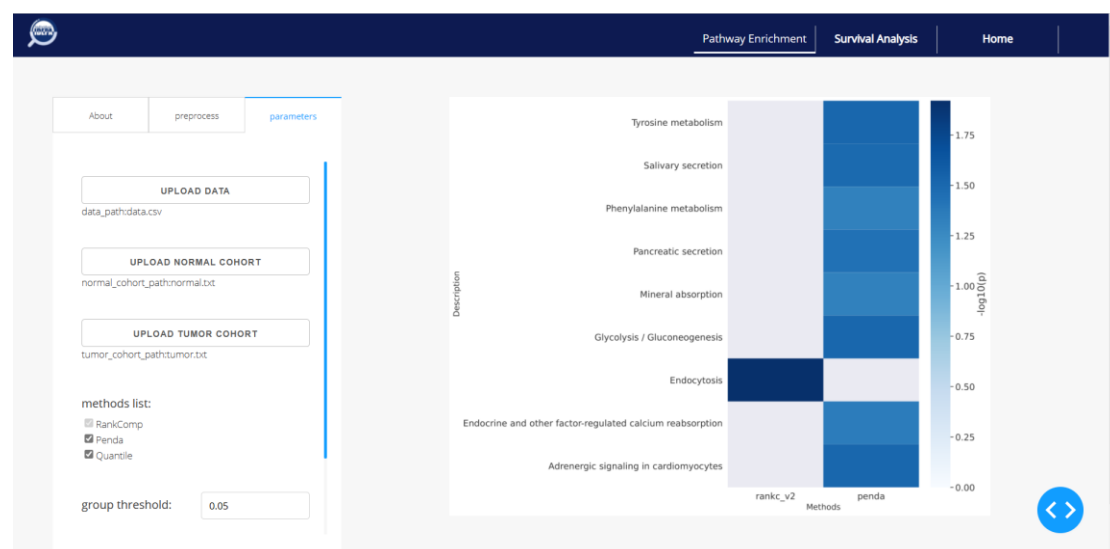 Pathway Enrichment
Survival Analysis
Home
About
preprocess
parameters
UPLOAD DATA
data_path:data.csv
UPLOAD NORMAL COHORT
normal_cohort_path:normal.txt
UPLOAD TUMOR COHORT
tumor_cohort_path:tumor.txt
methods list:
RankComp
Penda
Quantile
group threshold:
0.05
Description
Tyrosine metabolism
Salivary secretion
Phenylalanine metabolism
Pancreatic secretion
Mineral absorption
Glycolysis / Gluconeogenesis
Endocytosis
Endocrine and other factor-regulated calcium reabsorption
Adrenergic signaling in cardiomyocytes
rankc_v2
penda
Methods
1.75
1.50
1.25
1.00
0.75
0.50
0.25
0.00
-log10(p)